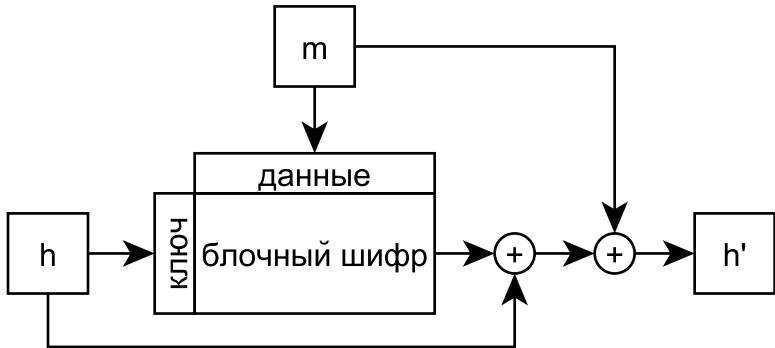 m
данные
h
ключ
блочный шифр
+
+
h'